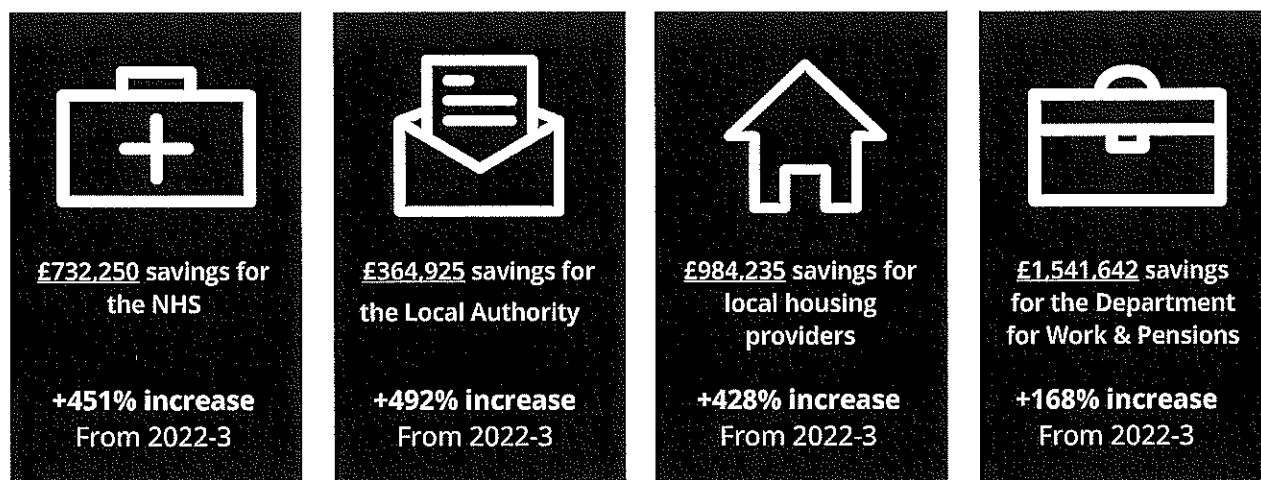 £732,250 savings for
the NHS
+451% increase
From 2022-3
£364,925 savings for
the Local Authority
+492% increase
From 2022-3
£984,235 savings for
local housing
providers
+428% increase
From 2022-3
£1,541,642 savings
for the Department
for Work & Pensions
+168% increase
From 2022-3